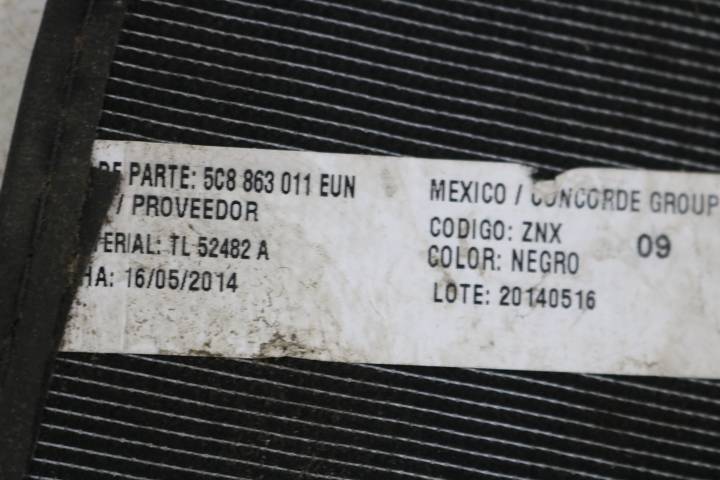 DE PARTE: 5C8 863 011 EUN
/ PROVEEDOR
ERIAL: TL 52482 A
HA: 16/05/2014
MEXICO / CONCORDE GROUP
CODIGO: ZNX 09
COLOR: NEGRO
LOTE: 20140516